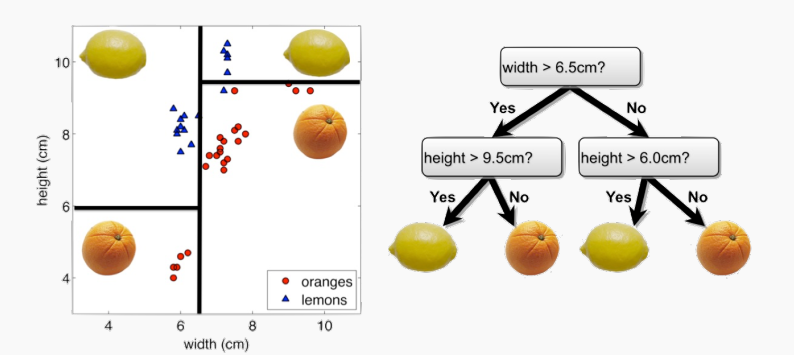 10
8
6
4
height (cm)
4 6 8 10
width (cm)
oranges
lemons
width > 6.5cm?
Yes No
height > 9.5cm? height > 6.0cm?
Yes No Yes No